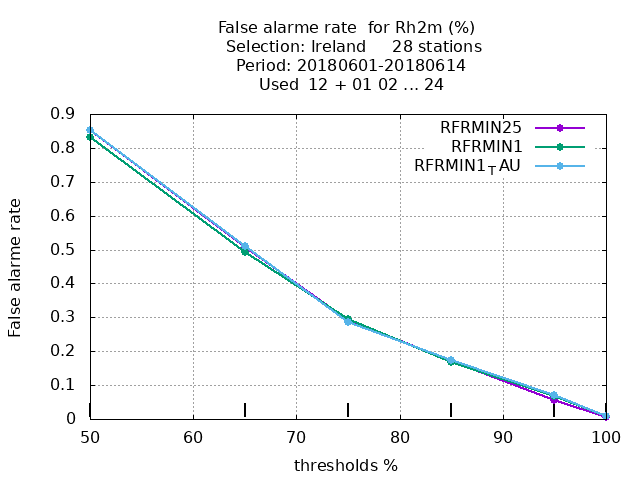 False alarme rate  for Rh2m (%)
Selection: Ireland     28 stations
Period: 20180601-20180614
Used  12 + 01 02 ... 24
RFRMIN25
RFRMIN1
RFRMIN1TAU
False alarme rate
0.9
0.8
0.7
0.6
0.5
0.4
0.3
0.2
0.1
0
50 60 70 80 90 100
thresholds %